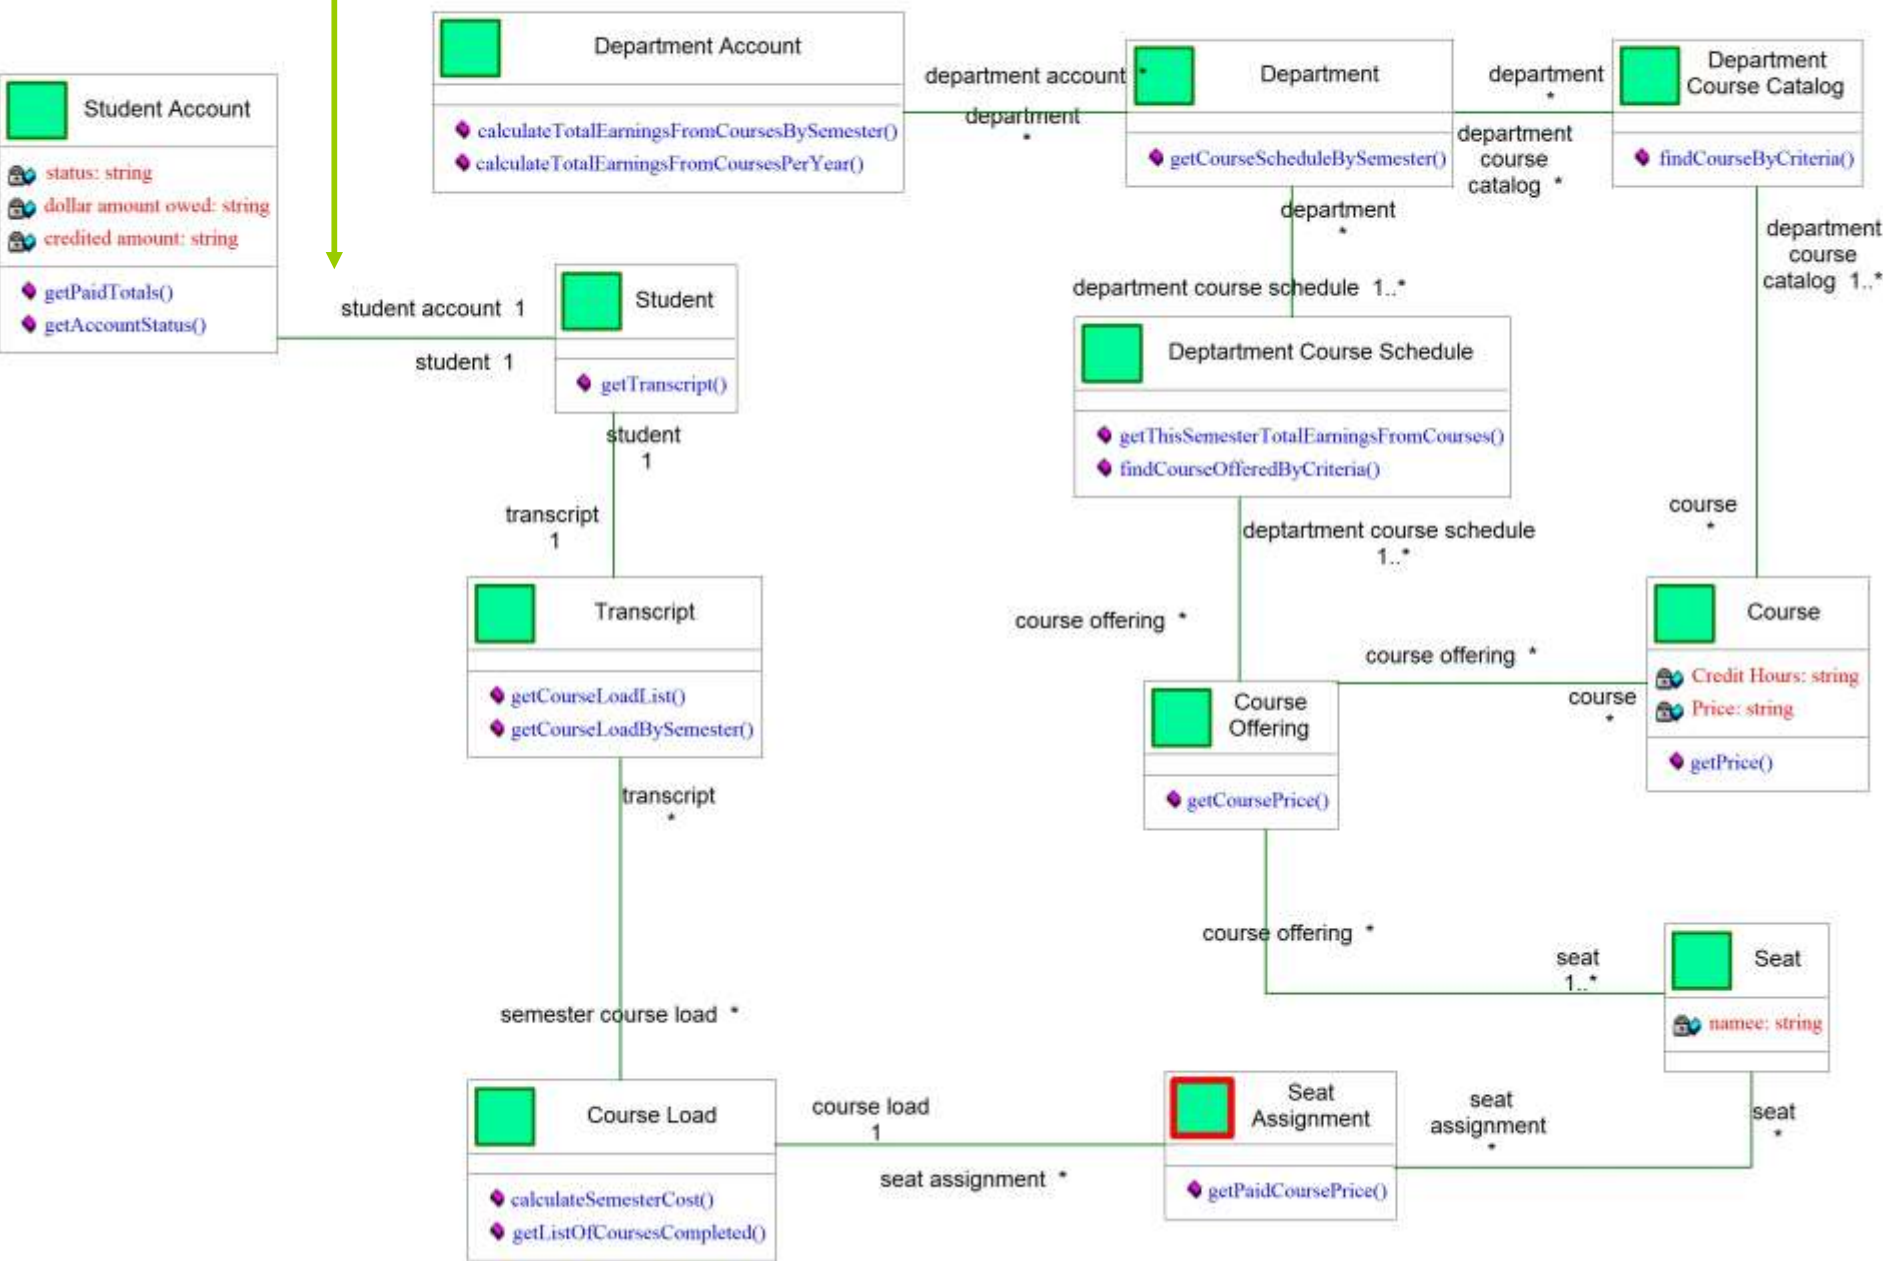 Department Account
calculateTotalEarningsFromCoursesBySemester()
calculateTotalEarningsFromCoursesPerYear()
department account *
department
*
Department
getCourseScheduleBySemester()
department
*
department
course
catalog *
Department
Course Catalog
findCourseByCriteria()
Student Account
status: string
dollar amount owed: string
credited amount: string
getPaidTotals()
getAccountStatus()
student account 1
student 1
Student
getTranscript()
student
1
transcript
1
department
*
department course schedule 1..*
Deptartment Course Schedule
getThisSemesterTotalEarningsFromCourses()
findCourseOfferedByCriteria()
deptartment course schedule
1..*
course offering *
department
course
catalog 1..*
course
*
Transcript
getCourseLoadList()
getCourseLoadBySemester()
transcript
*
semester course load *
Course
Offering
getCoursePrice()
course offering *
course
*
Course
Credit Hours: string
Price: string
getPrice()
course offering *
seat
1..*
Seat
namee: string
Course Load
calculateSemesterCost()
getListOfCoursesCompleted()
course load
1
seat assignment *
Seat
Assignment
getPaidCoursePrice()
seat
assignment
*
seat
*